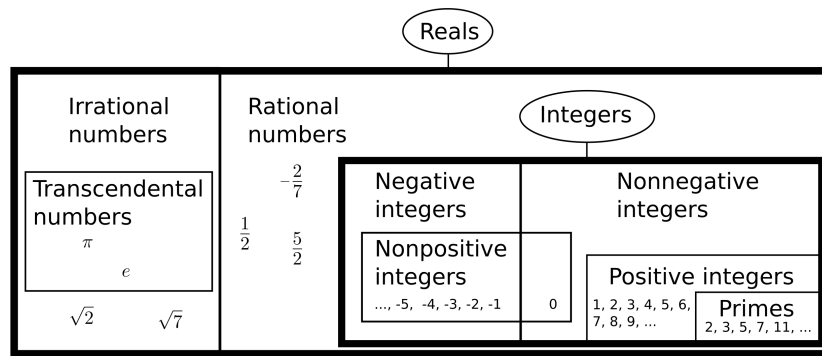 Reals
Irrational
numbers
Rational
numbers
Integers
Transcendental
numbers
π
e
√2
√7
-2/7
1/2
5/2
Negative
integers
Nonnegative
integers
Nonpositive
integers
..., -5, -4, -3, -2, -1
0
Positive integers
1, 2, 3, 4, 5, 6,
7, 8, 9, ...
Primes
2, 3, 5, 7, 11, ...